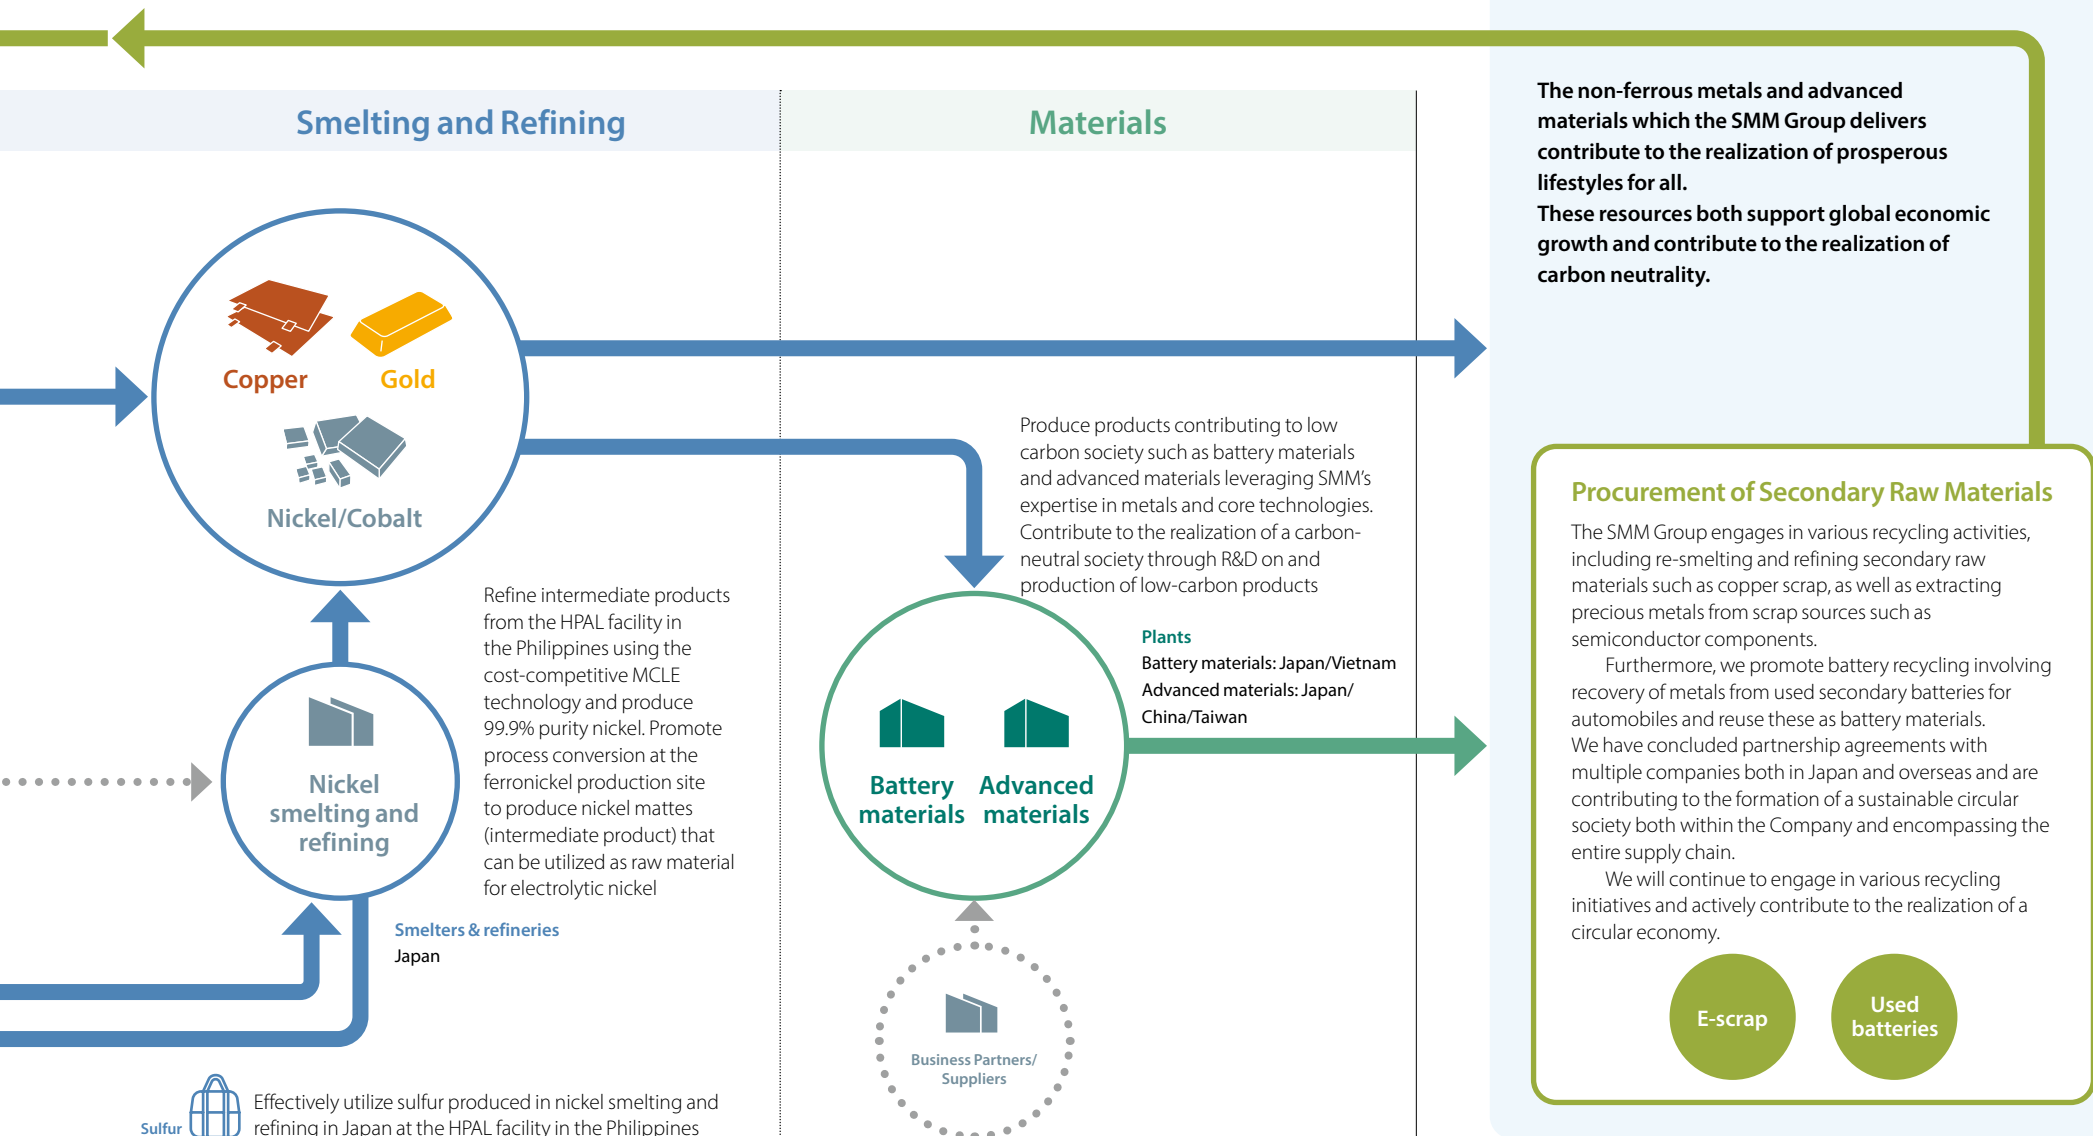 Smelting and Refining
Copper
Gold
Nickel/Cobalt
Refine intermediate products
from the HPAL facility in
the Philippines using the
cost-competitive MCLE
technology and produce
99.9% purity nickel. Promote
process conversion at the
ferronickel production site
to produce nickel mattes
(intermediate product) that
can be utilized as raw material
for electrolytic nickel
Nickel
smelting and
refining
Smelters & refineries
Japan
Sulfur
Effectively utilize sulfur produced in nickel smelting and
refining in Japan at the HPAL facility in the Philippines
Materials
Produce products contributing to low
carbon society such as battery materials
and advanced materials leveraging SMM’s
expertise in metals and core technologies.
Contribute to the realization of a carbon-
neutral society through R&D on and
production of low-carbon products
Plants
Battery materials: Japan/Vietnam
Advanced materials: Japan/
China/Taiwan
Battery
materials
Advanced
materials
Business Partners/
Suppliers
The non-ferrous metals and advanced
materials which the SMM Group delivers
contribute to the realization of prosperous
lifestyles for all.
These resources both support global economic
growth and contribute to the realization of
carbon neutrality.
Procurement of Secondary Raw Materials
The SMM Group engages in various recycling activities,
including re-smelting and refining secondary raw
materials such as copper scrap, as well as extracting
precious metals from scrap sources such as
semiconductor components.
Furthermore, we promote battery recycling involving
recovery of metals from used secondary batteries for
automobiles and reuse these as battery materials.
We have concluded partnership agreements with
multiple companies both in Japan and overseas and are
contributing to the formation of a sustainable circular
society both within the Company and encompassing the
entire supply chain.
We will continue to engage in various recycling
initiatives and actively contribute to the realization of a
circular economy.
E-scrap
Used
batteries